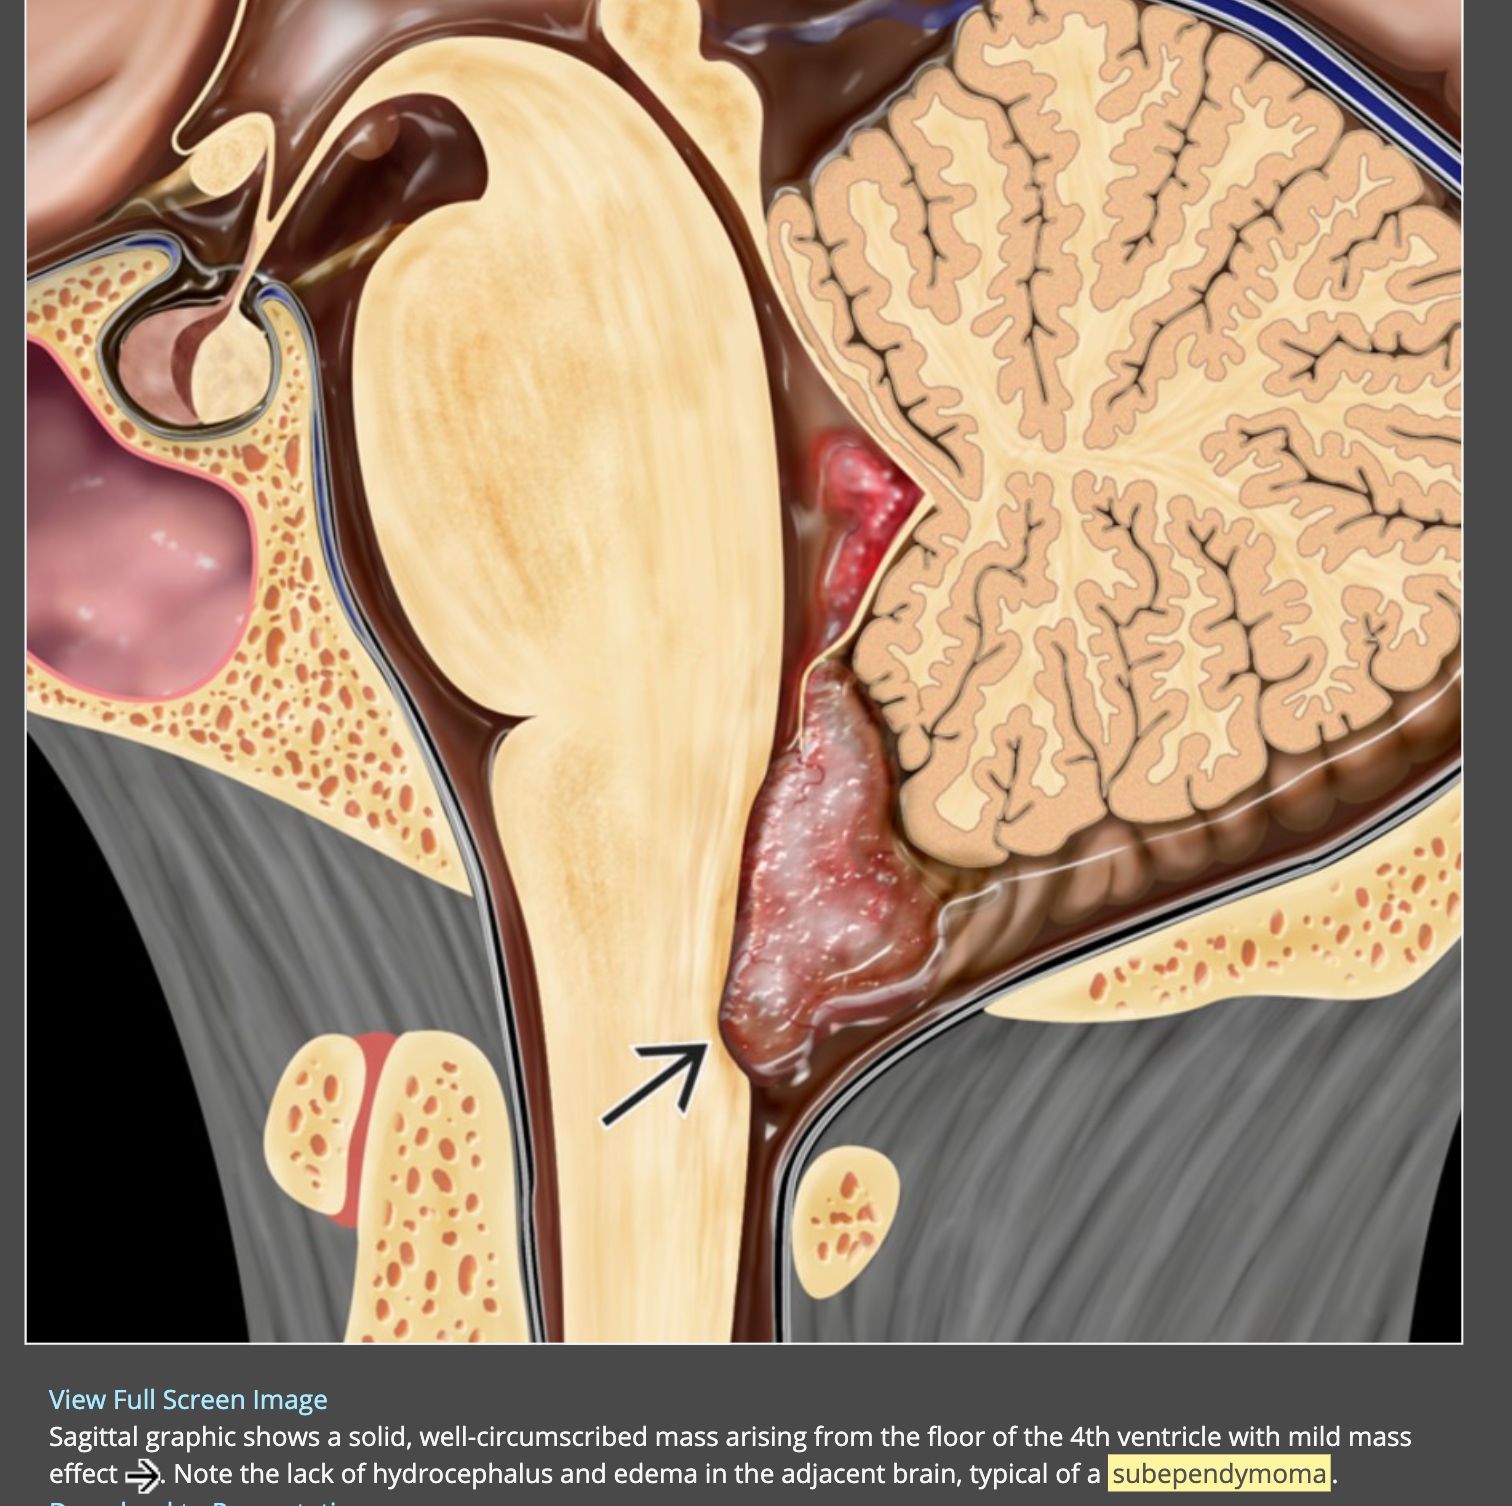 View Full Screen Image
Sagittal graphic shows a solid, well-circumscribed mass arising from the floor of the 4th ventricle with mild mass
effect. Note the lack of hydrocephalus and edema in the adjacent brain, typical of a subependymoma.